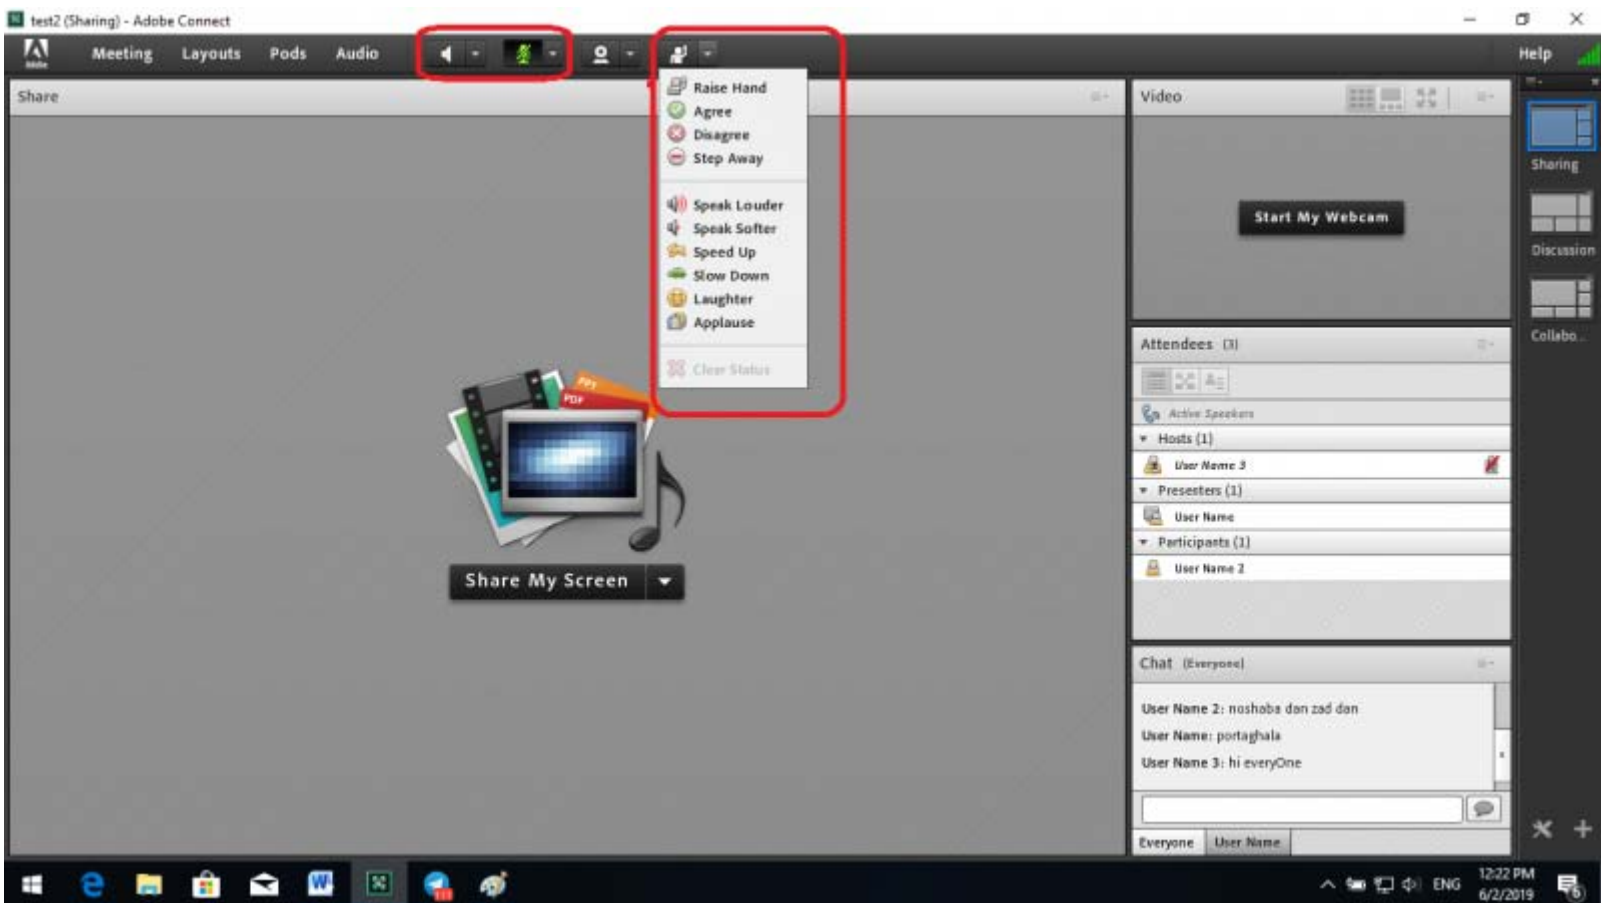 test2 (Sharing) - Adobe Connect
Adobe Meeting Layouts Pods Audio Help
Share
Raise Hand
Agree
Disagree
Step Away
Speak Louder
Speak Softer
Speed Up
Slow Down
Laughter
Applause
Clear Status
PPT
PDF
Share My Screen
Video
Start My Webcam
Attendees (3)
Active Speakers
Hosts (1)
User Name 3
Presenters (1)
User Name
Participants (1)
User Name 2
Chat (Everyone)
User Name 2: noshaba dan zad dan
User Name: portaghala
User Name 3: hi everyOne
Everyone User Name
Sharing
Discussion
Collabo...
W
ENG
12:22 PM
6/2/2019
6